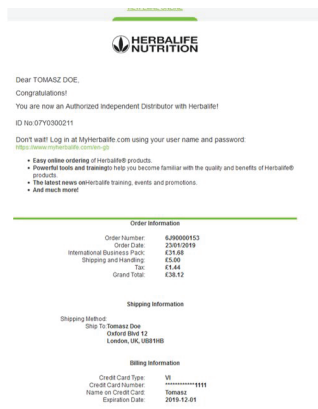 HERBALIFE
NUTRITION
Dear TOMASZ DOE,
Congratulations!
You are now an Authorized Independent Distributor with Herbalife!
ID No:07Y0300211
Don't wait! Log in at MyHerbalife.com using your user name and password
https://www.myherbalife.com/en-gb
• Easy online ordering of Herbalife® products.
• Powerful tools and trainingto help you become familiar with the quality and benefits of Herbalife®
products.
• The latest news onHerbalife training, events and promotions.
• And much more!
Order Information
Order Number: 6J90000153
Order Date: 23/01/2019
International Business Pack: £31.68
Shipping and Handling: £5.00
Tax: £1.44
Grand Total: £38.12
Shipping Information
Shipping Method:
Ship To:Tomasz Doe
Oxford Blvd 12
London, UK, UB81HB
Billing Information
Credit Card Type: VI
Credit Card Number: ************1111
Name on Credit Card: Tomasz
Expiration Date: 2019-12-01